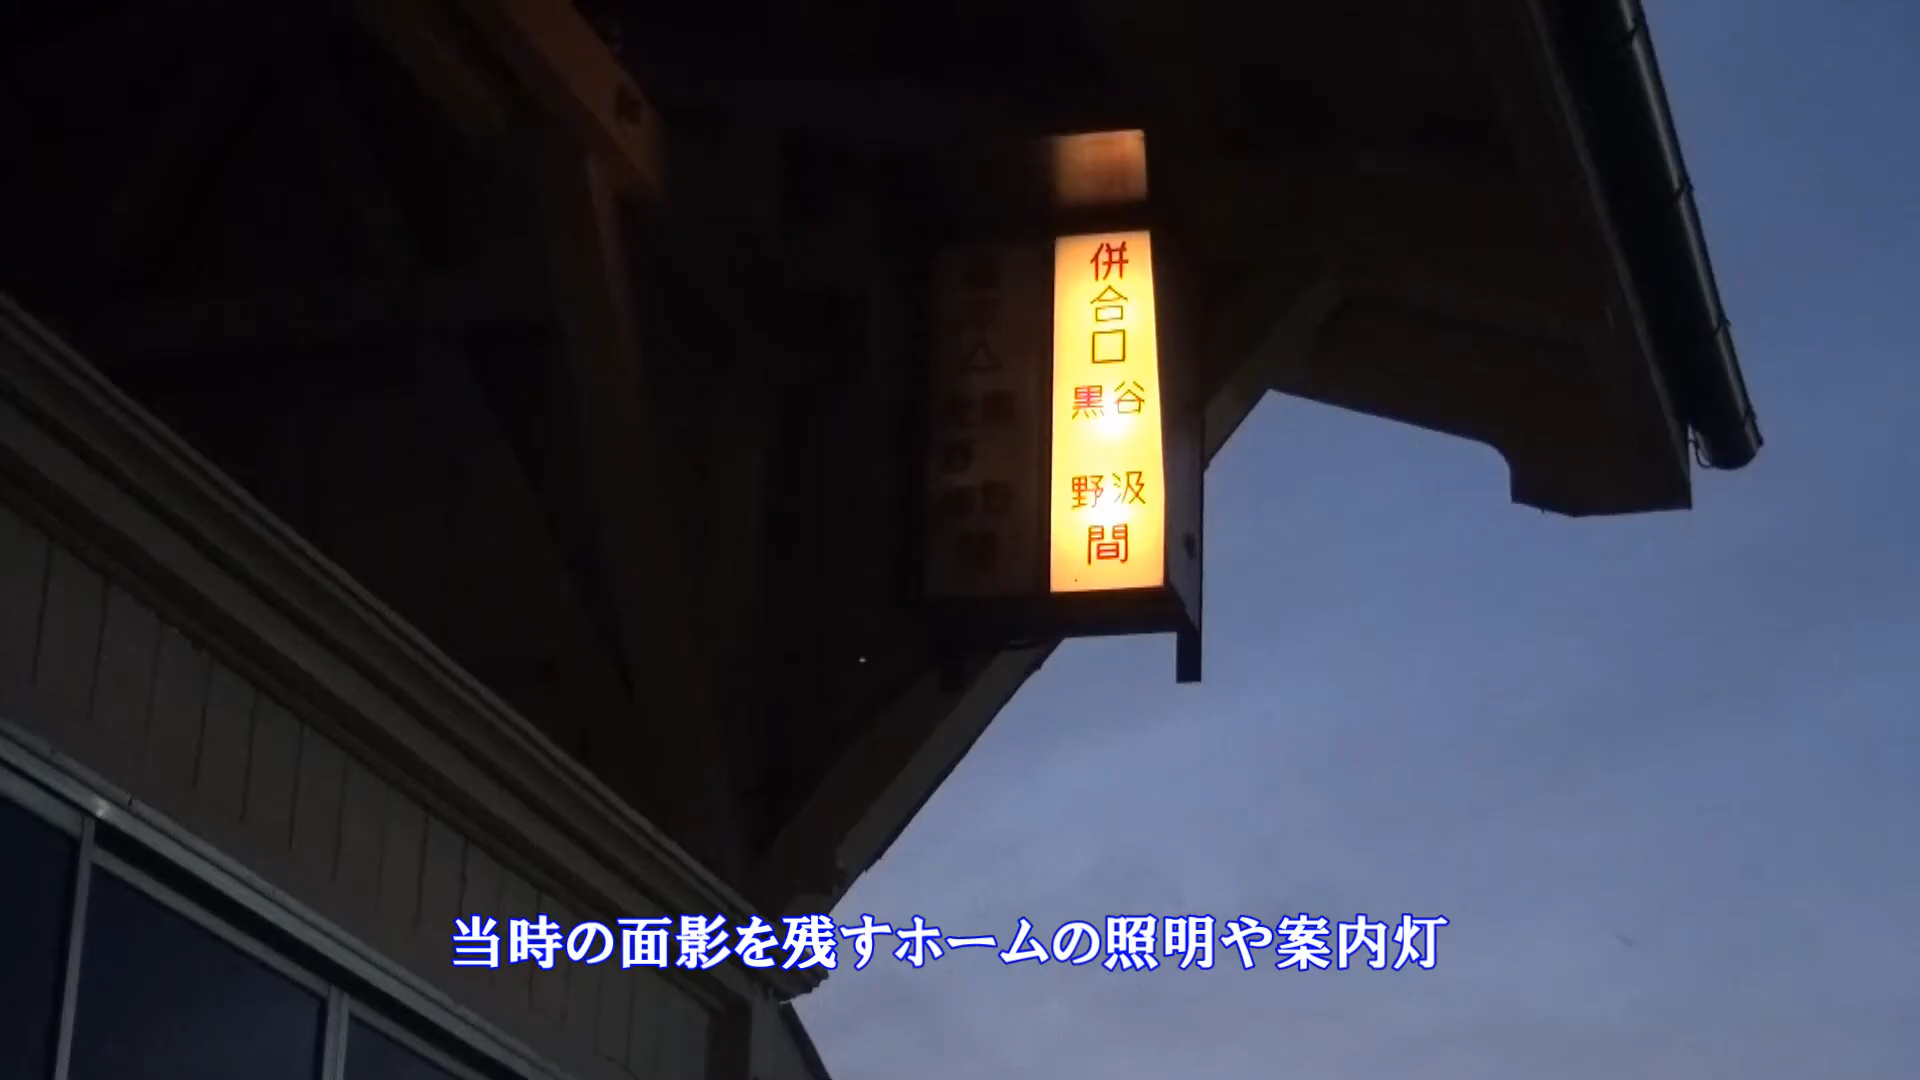 併合口
黒谷
野汲
間
当時の面影を残すホームの照明や案内灯